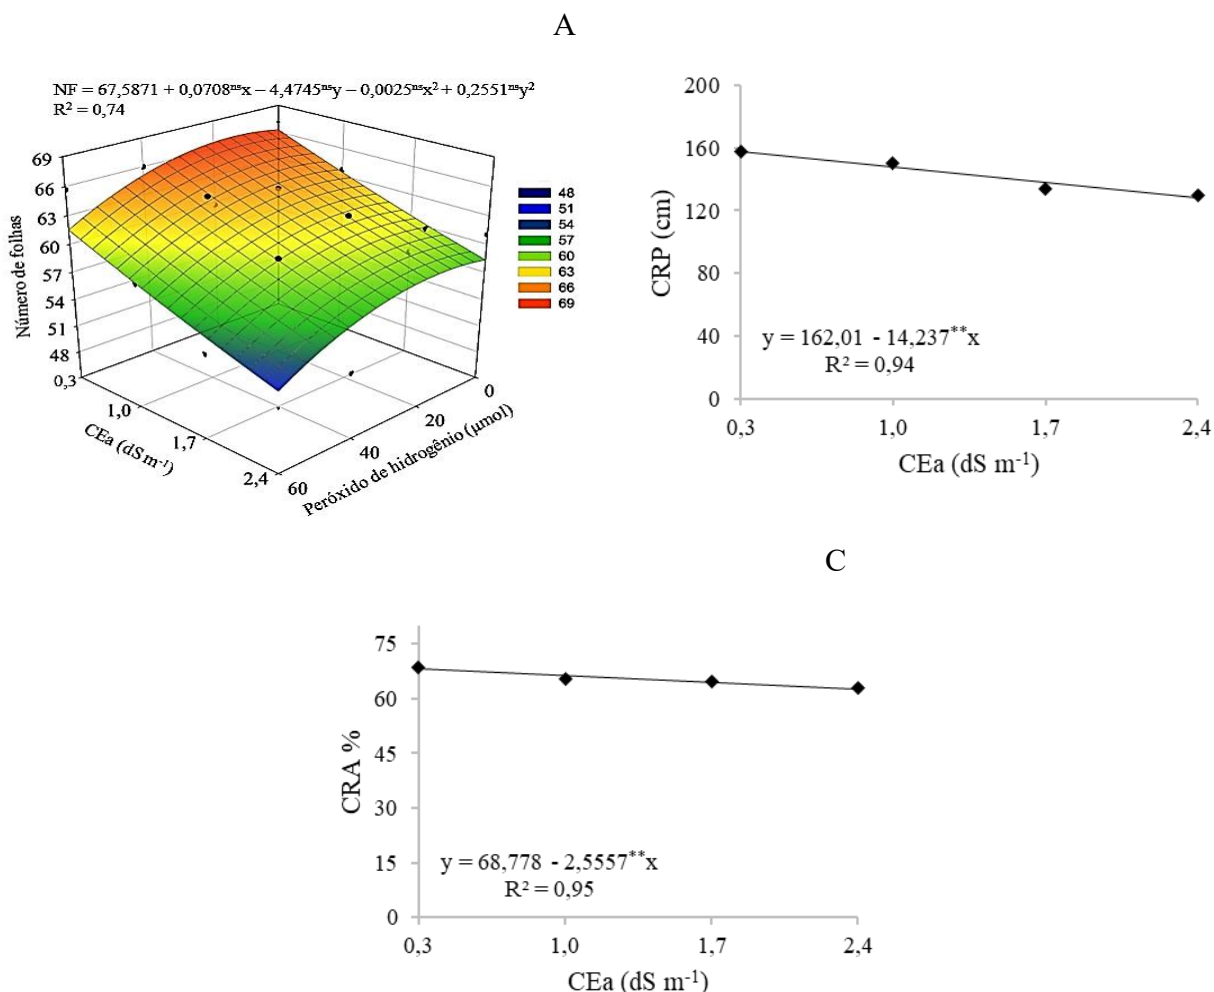 A
NF = 67,5871 + 0,0708ⁿˢx – 4,4745ⁿˢy – 0,0025ⁿˢx² + 0,2551ⁿˢy²
R² = 0,74
69
66
63
60
57
54
51
48
0,3
Número de folhas
1,0
1,7
2,4
CEa (dS m⁻¹)
60
40
20
0
Peróxido de hidrogênio (µmol)
48
51
54
57
60
63
66
69
200
160
120
80
40
0
CRP (cm)
y = 162,01 - 14,237**x
R² = 0,94
0,3 1,0 1,7 2,4
CEa (dS m⁻¹)
C
75
60
45
30
15
0
CRA %
y = 68,778 - 2,5557**x
R² = 0,95
0,3 1,0 1,7 2,4
CEa (dS m⁻¹)